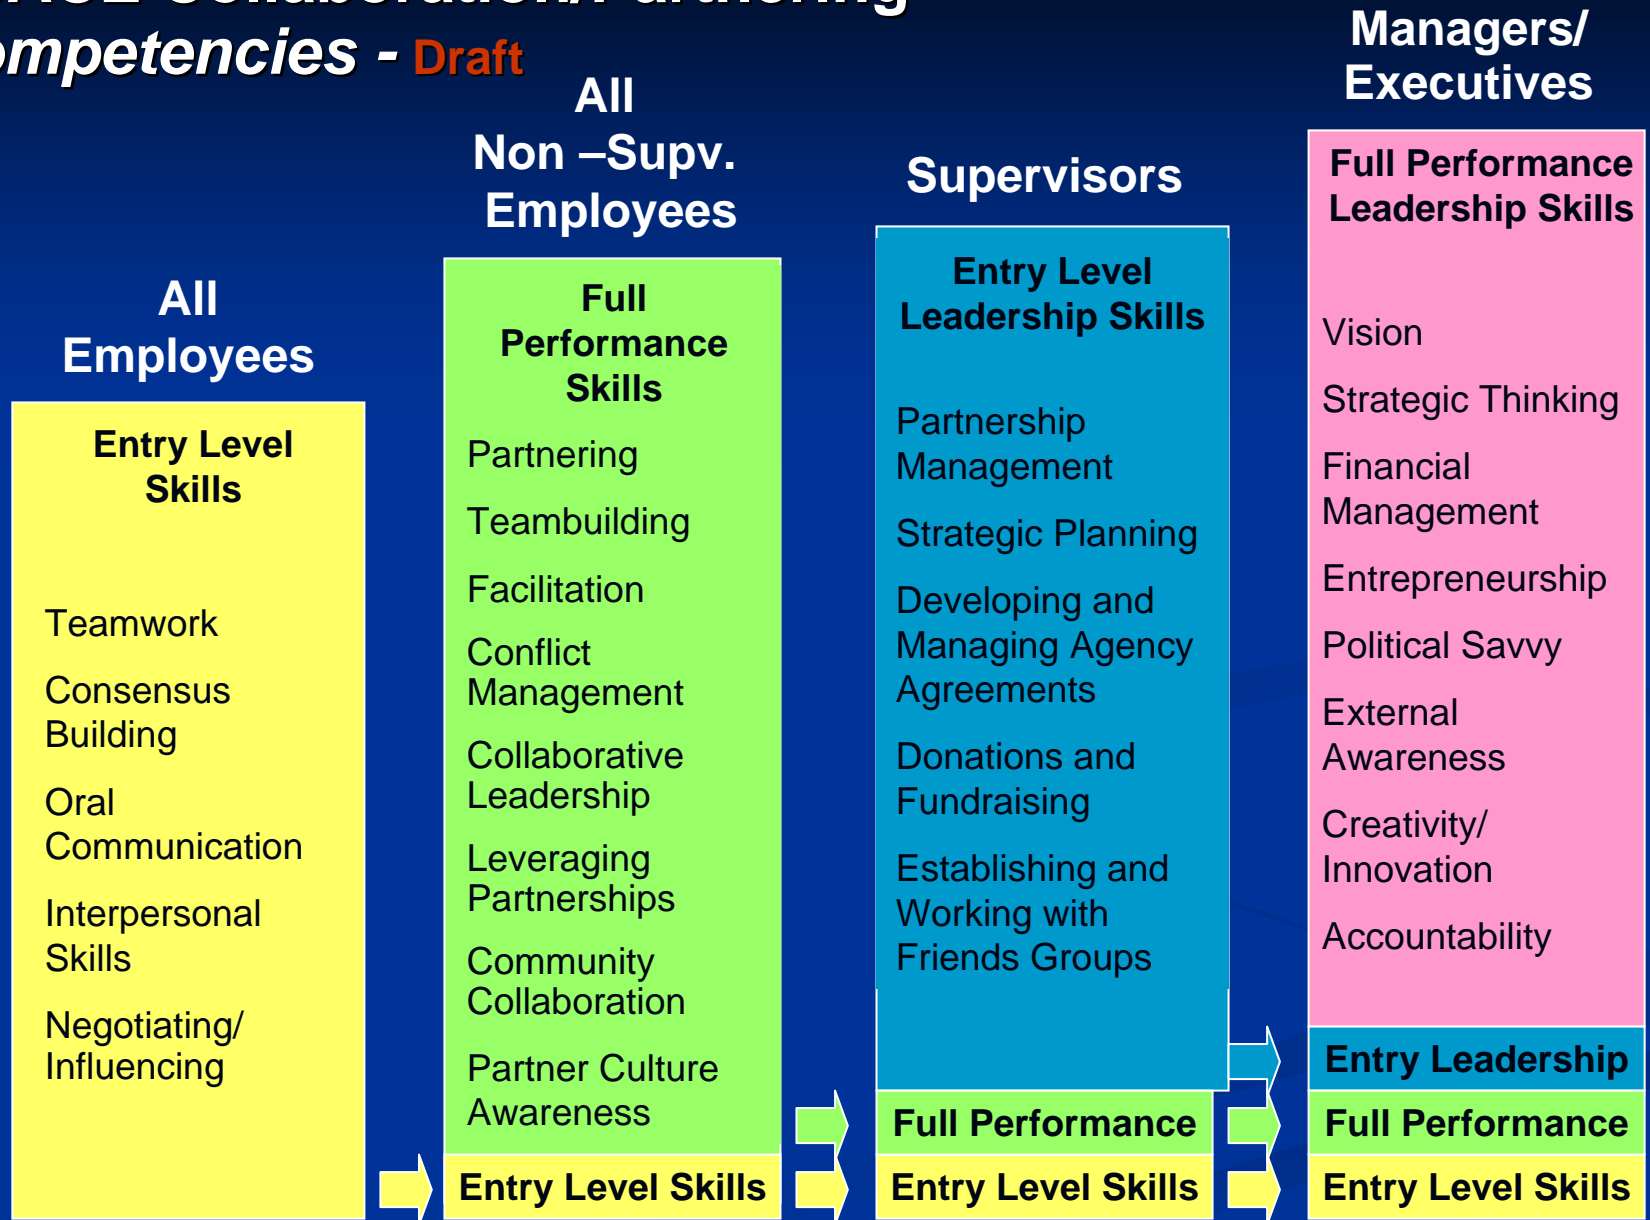 Collaboration/Partnering
Competencies - Draft
All
Employees
Entry Level
Skills
Teamwork
Consensus
Building
Oral
Communication
Interpersonal
Skills
Negotiating/
Influencing
All
Non –Supv.
Employees
Full
Performance
Skills
Partnering
Teambuilding
Facilitation
Conflict
Management
Collaborative
Leadership
Leveraging
Partnerships
Community
Collaboration
Partner Culture
Awareness
Entry Level Skills
Supervisors
Entry Level
Leadership Skills
Partnership
Management
Strategic Planning
Developing and
Managing Agency
Agreements
Donations and
Fundraising
Establishing and
Working with
Friends Groups
Full Performance
Entry Level Skills
Managers/
Executives
Full Performance
Leadership Skills
Vision
Strategic Thinking
Financial
Management
Entrepreneurship
Political Savvy
External
Awareness
Creativity/
Innovation
Accountability
Entry Leadership
Full Performance
Entry Level Skills